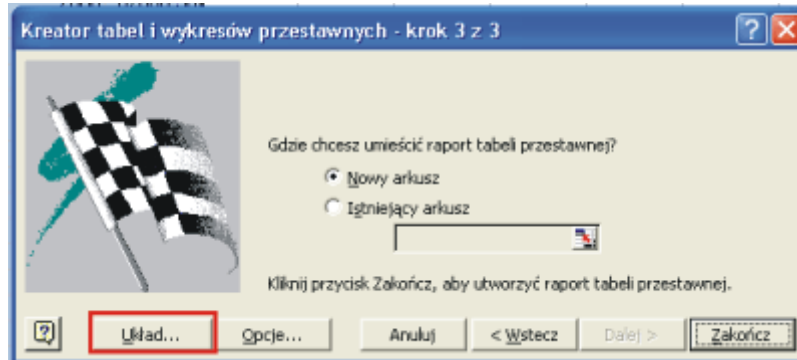 Kreator tabel i wykresów przestawnych - krok 3 z 3
Gdzie chcesz umieścić raport tabeli przestawnej?
Nowy arkusz
Istniejący arkusz
Kliknij przycisk Zakończ, aby utworzyć raport tabeli przestawnej.
Układ... Opcje... Anuluj < Wstecz Dalej > Zakończ